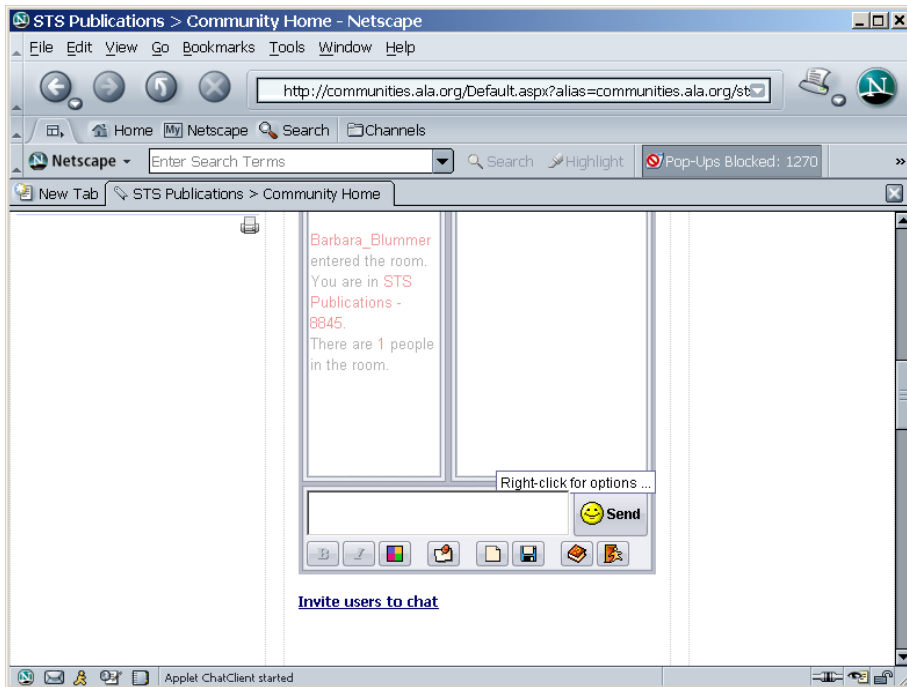 STS Publications > Community Home - Netscape
File Edit View Go Bookmarks Tools Window Help
http://communities.ala.org/Default.aspx?alias=communities.ala.org/st
N
Home My Netscape Search Channels
Netscape Enter Search Terms Search Highlight Pop-Ups Blocked: 1270 »
New Tab STS Publications > Community Home
Barbara_Blummer
entered the room.
You are in STS
Publications -
8845.
There are 1 people
in the room.
Right-click for options ...
Send
B I
Invite users to chat
Applet ChatClient started